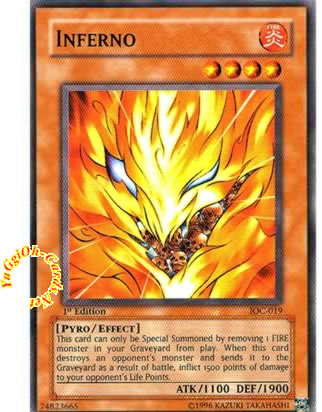 INFERNO
FIRE
炎
YuGgiOh-Cards.Net
1st Edition
IOC-019
[PYRO/EFFECT]
This card can only be Special Summoned by removing 1 FIRE
monster in your Graveyard from play. When this card
destroys an opponent's monster and sends it to the
Graveyard as a result of battle, inflict 1500 points of damage
to your opponent's Life Points.
ATK/1100 DEF/1900
74823665
©1996 KAZUKI TAKAHASHI